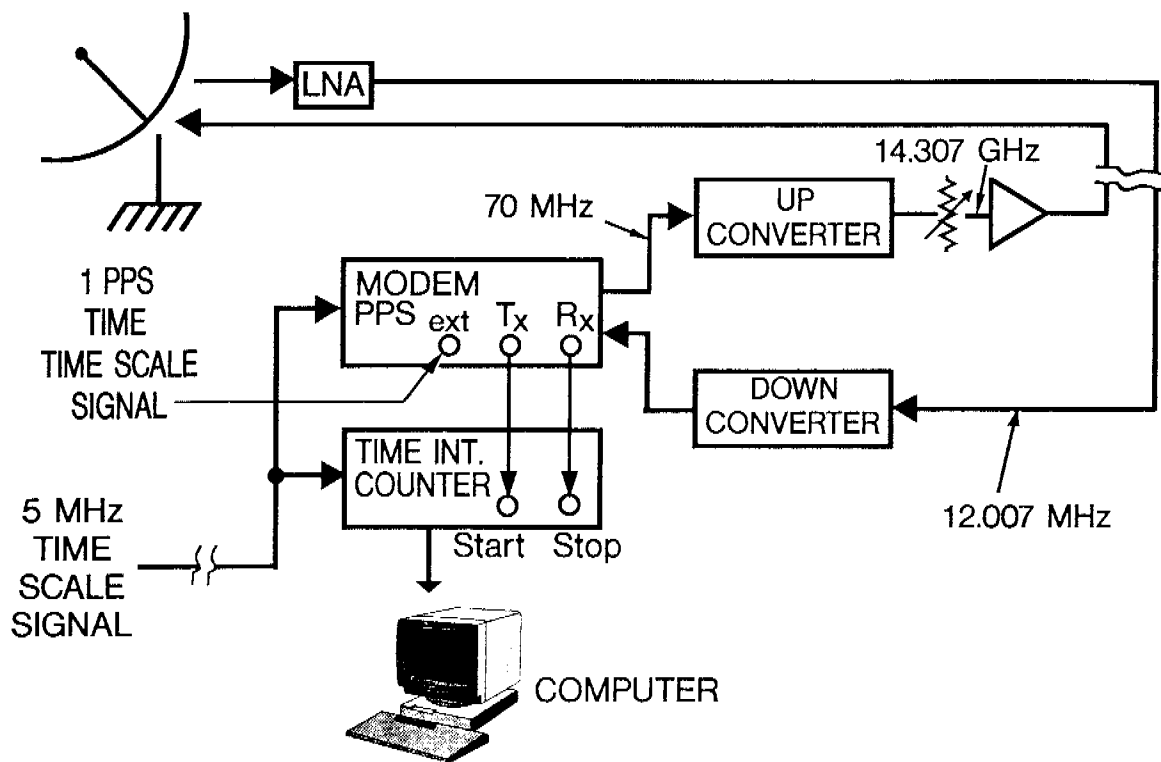 LNA
14.307 GHz
70 MHz
UP
CONVERTER
1 PPS
TIME
TIME SCALE
SIGNAL
MODEM
PPS
ext
Tx
Rx
DOWN
CONVERTER
TIME INT.
COUNTER
12.007 MHz
5 MHz
TIME
SCALE
SIGNAL
Start
Stop
COMPUTER